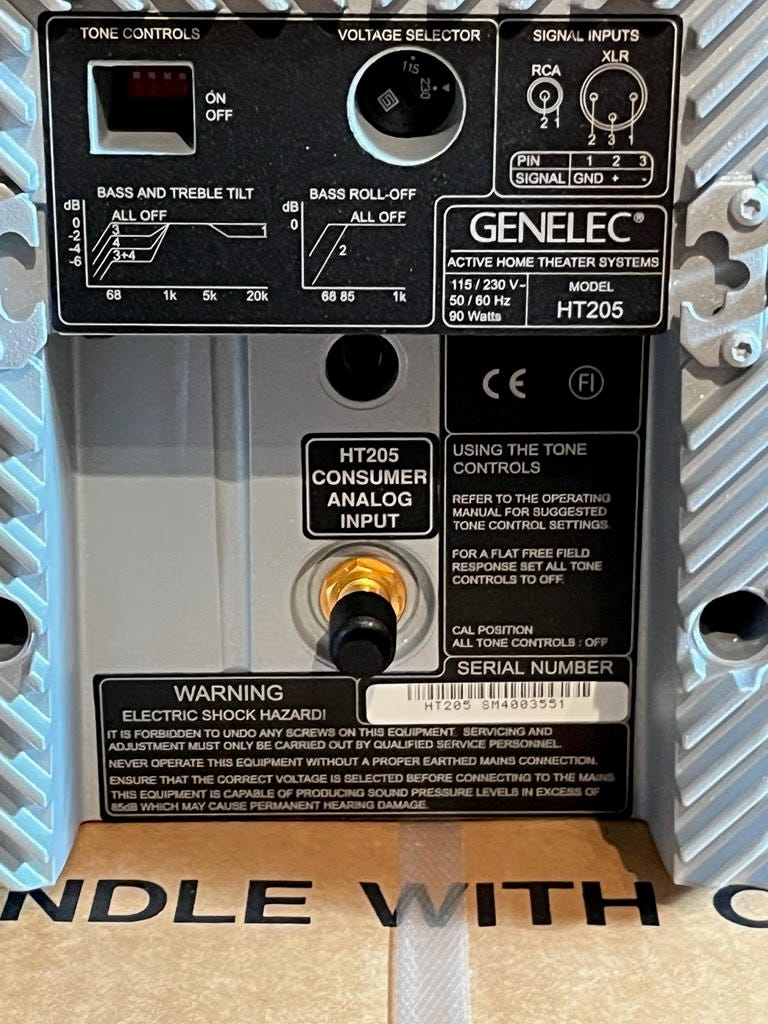 TONE CONTROLS
ON
OFF
VOLTAGE SELECTOR
115
230
SIGNAL INPUTS
RCA
XLR
2 1
2 3 1
PIN 1 2 3
SIGNAL GND + -
BASS AND TREBLE TILT
dB
0
-2
-4
-6
ALL OFF
3
4
3+4
1
68 1k 5k 20k
BASS ROLL-OFF
dB
0
ALL OFF
2
68 85 1k
GENELEC®
ACTIVE HOME THEATER SYSTEMS
115 / 230 V~
50 / 60 Hz
90 Watts
MODEL
HT205
CE FI
HT205
CONSUMER
ANALOG
INPUT
USING THE TONE
CONTROLS
REFER TO THE OPERATING
MANUAL FOR SUGGESTED
TONE CONTROL SETTINGS.
FOR A FLAT FREE FIELD
RESPONSE SET ALL TONE
CONTROLS TO OFF.
CAL POSITION
ALL TONE CONTROLS : OFF
SERIAL NUMBER
HT205 SM4003551
WARNING
ELECTRIC SHOCK HAZARD!
IT IS FORBIDDEN TO UNDO ANY SCREWS ON THIS EQUIPMENT. SERVICING AND
ADJUSTMENT MUST ONLY BE CARRIED OUT BY QUALIFIED SERVICE PERSONNEL.
NEVER OPERATE THIS EQUIPMENT WITHOUT A PROPER EARTHED MAINS CONNECTION.
ENSURE THAT THE CORRECT VOLTAGE IS SELECTED BEFORE CONNECTING TO THE MAINS
THIS EQUIPMENT IS CAPABLE OF PRODUCING SOUND PRESSURE LEVELS IN EXCESS OF
85dB WHICH MAY CAUSE PERMANENT HEARING DAMAGE.
NDLE WITH C